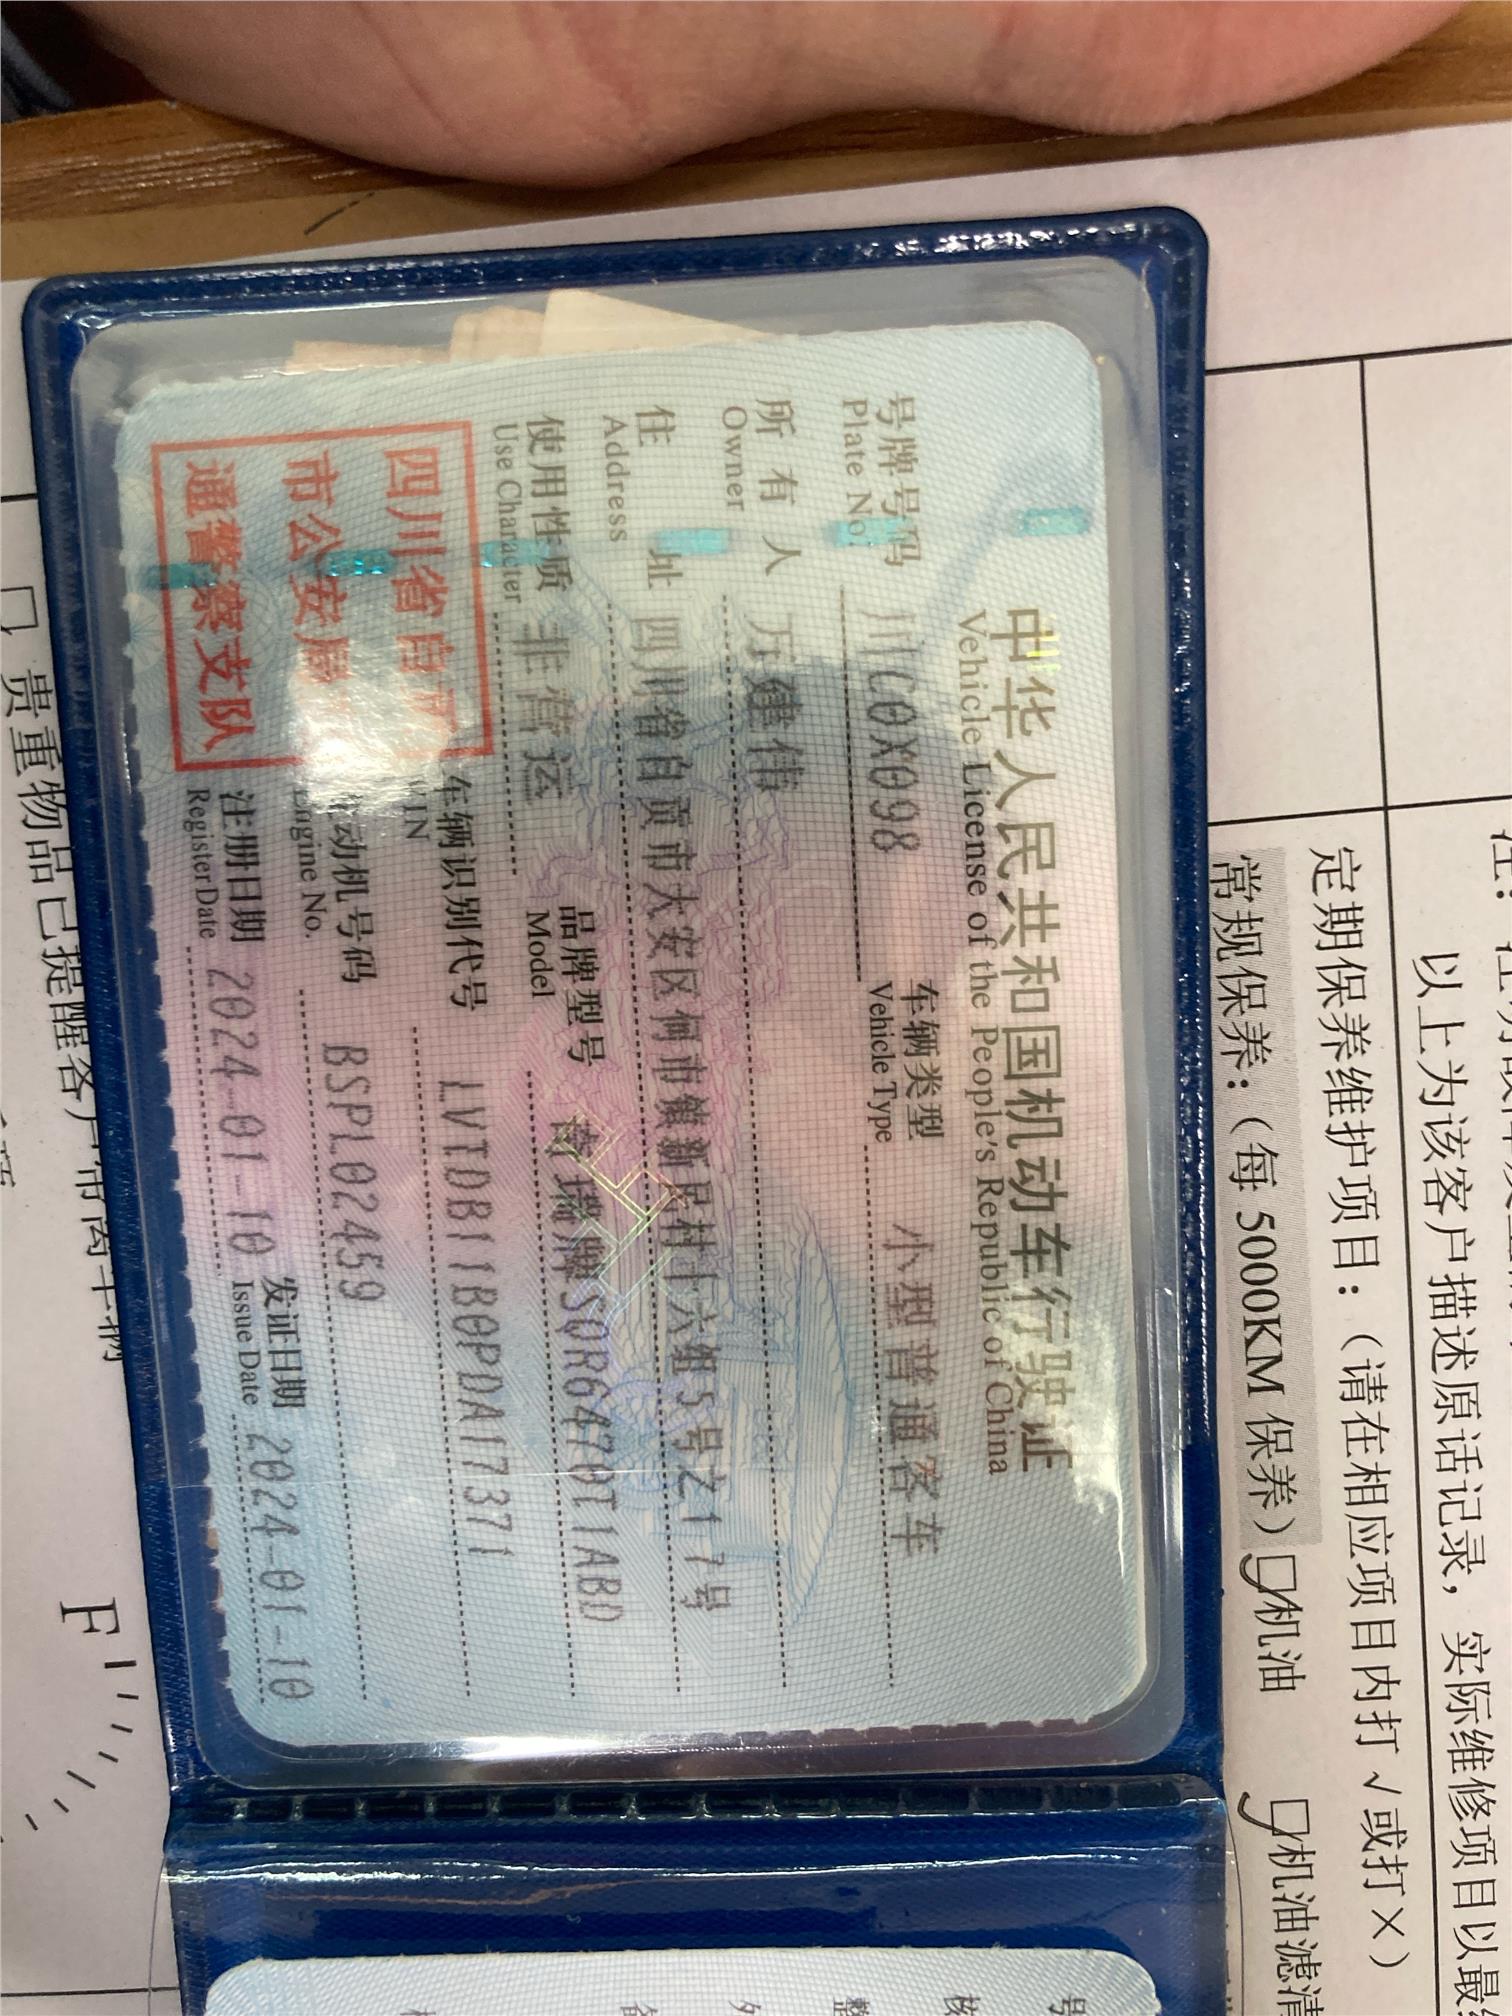 中华人民共和国机动车行驶证
Vehicle License of the People's Republic of China
号牌号码 川C0X098 车辆类型 小型普通客车
Plate No. Vehicle Type
所有人 万建伟
Owner
住址 四川省自贡市大安区何市镇新民村十六组5号之17号
Address
使用性质 非营运 品牌型号 奇瑞牌SQR6470T1ABD
Use Character Model
四川省自
市公安局
通警察支队
车辆识别代号 LVTDB11B0PDA17371
VIN
动机号码 BSPL02459
Engine No.
注册日期 2024-01-10 发证日期 2024-01-10
Register Date Issue Date
以上为该客户描述原话记录，实际维修项目以最
定期保养维护项目：（请在相应项目内打√或打×）
常规保养：（每 5000KM 保养） 机油 机油滤清
贵重物品已提醒客户带离车辆
F